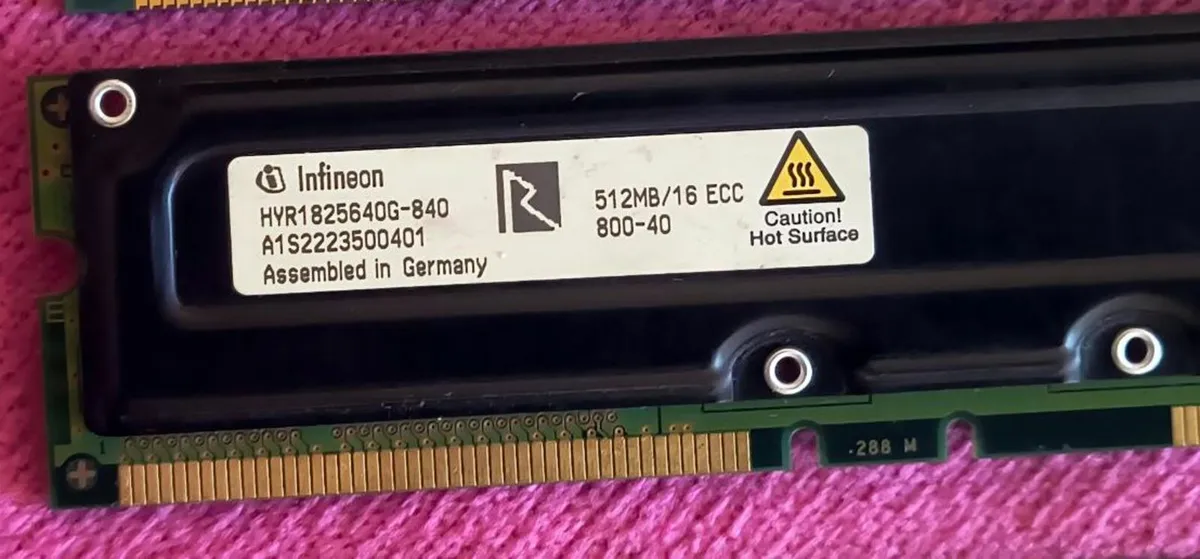 Infineon
HYR1825640G-840
A1S2223500401
Assembled in Germany
512MB/16 ECC
800-40
Caution!
Hot Surface
.288 M